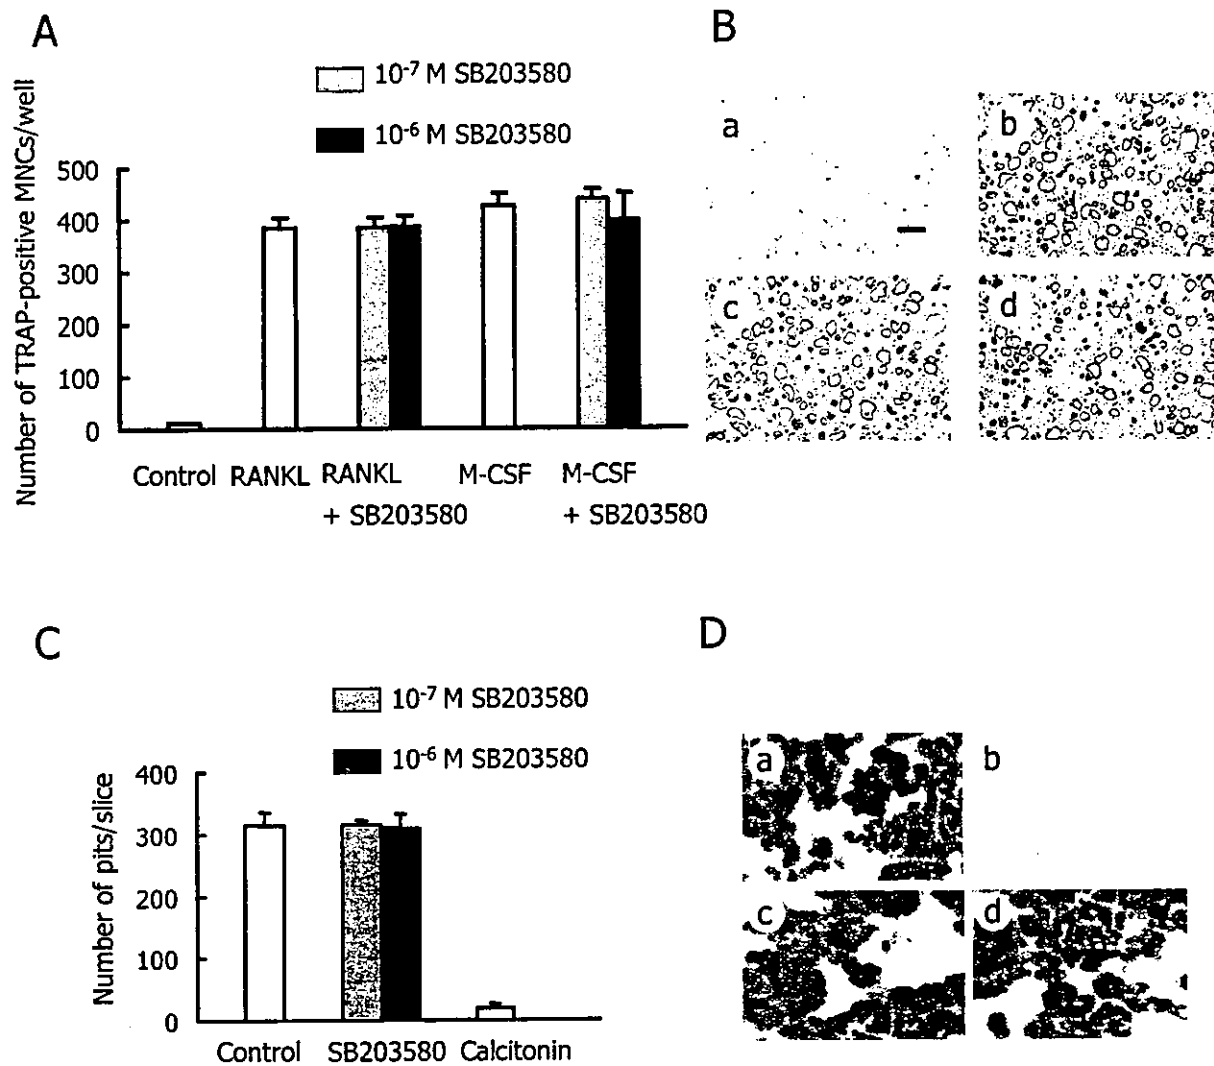 A
10-7 M SB203580
10-6 M SB203580
Number of TRAP-positive MNCs/well
500
400
300
200
100
0
Control
RANKL
RANKL
+ SB203580
M-CSF
M-CSF
+ SB203580
B
a
b
c
d
C
10-7 M SB203580
10-6 M SB203580
Number of pits/slice
400
300
200
100
0
Control
SB203580
Calcitonin
D
a
b
c
d